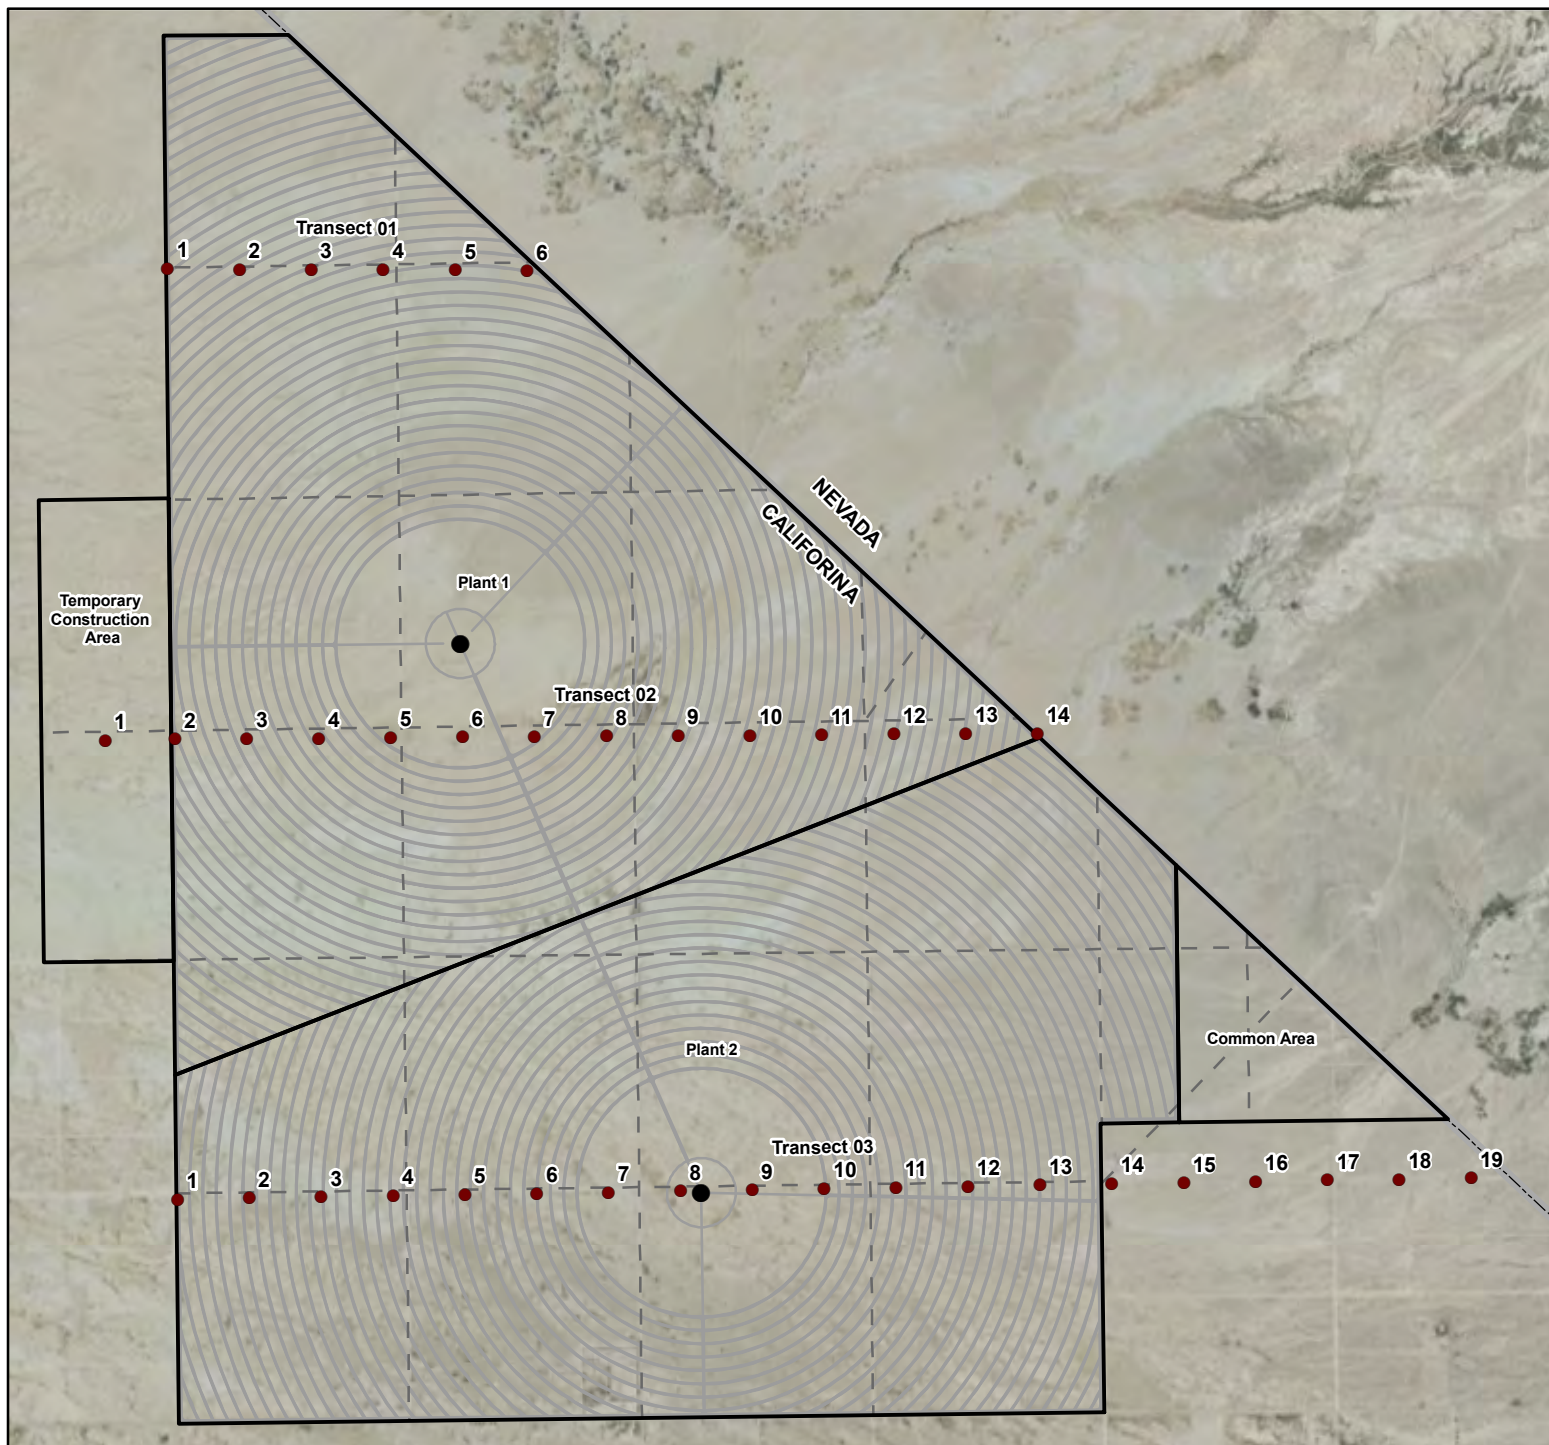 Transect 01
1 2 3 4 5 6
NEVADA
CALIFORINA
Plant 1
Temporary
Construction
Area
Transect 02
1 2 3 4 5 6 7 8 9 10 11 12 13 14
Common Area
Plant 2
Transect 03
1 2 3 4 5 6 7 8 9 10 11 12 13 14 15 16 17 18 19